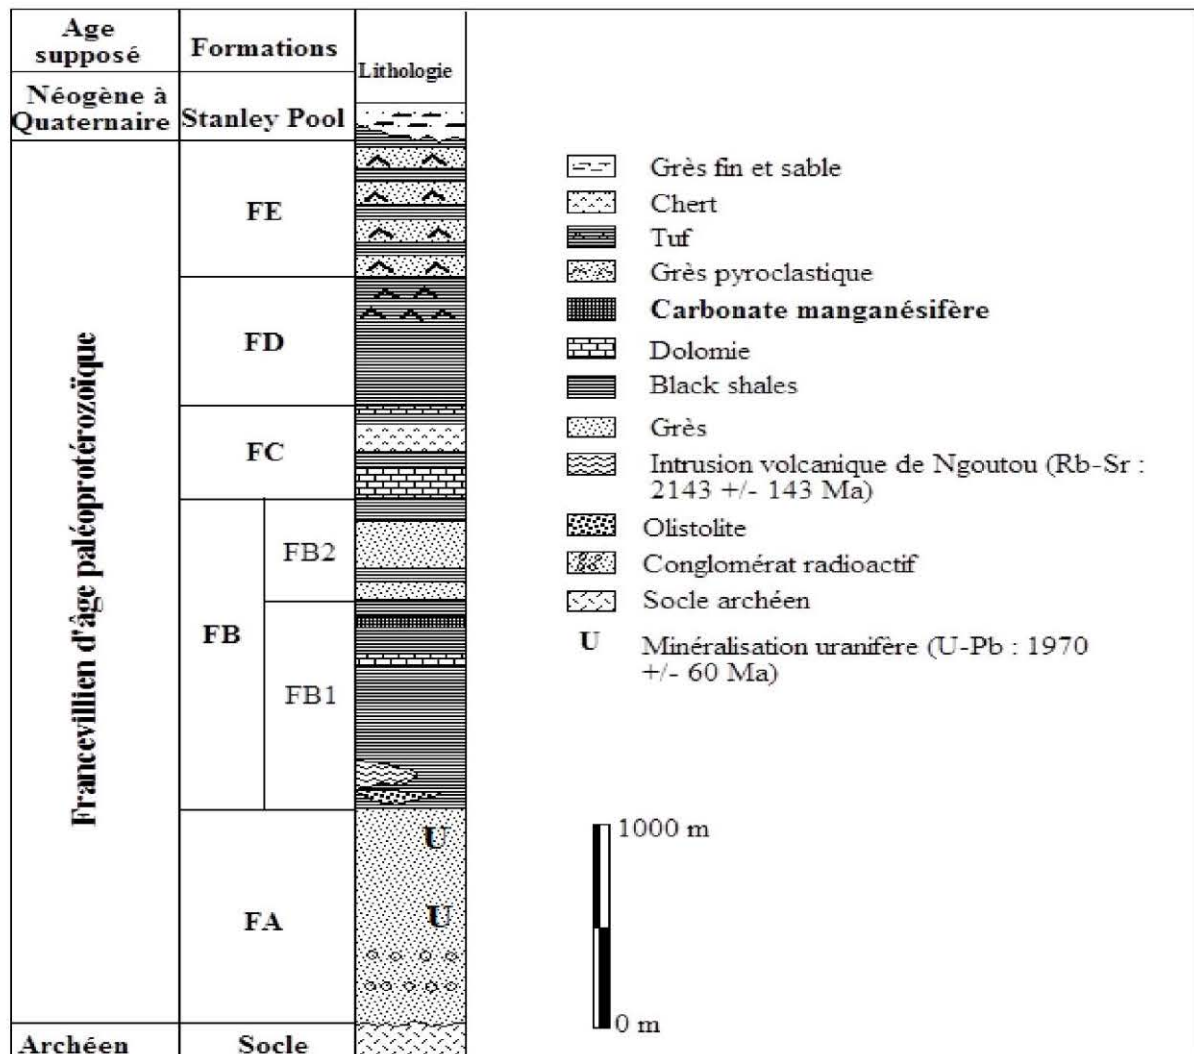 Age
supposé
Formations
Lithologie
Néogène à
Quaternaire
Stanley Pool
Francevillien d'âge paléoprotérozoïque
FE
FD
FC
FB
FB2
FB1
FA
U
U
Archéen
Socle
Grès fin et sable
Chert
Tuf
Grès pyroclastique
Carbonate manganésifère
Dolomie
Black shales
Grès
Intrusion volcanique de Ngoutou (Rb-Sr :
2143 +/- 143 Ma)
Olistolite
Conglomérat radioactif
Socle archéen
U Minéralisation uranifère (U-Pb : 1970
+/- 60 Ma)
1000 m
0 m